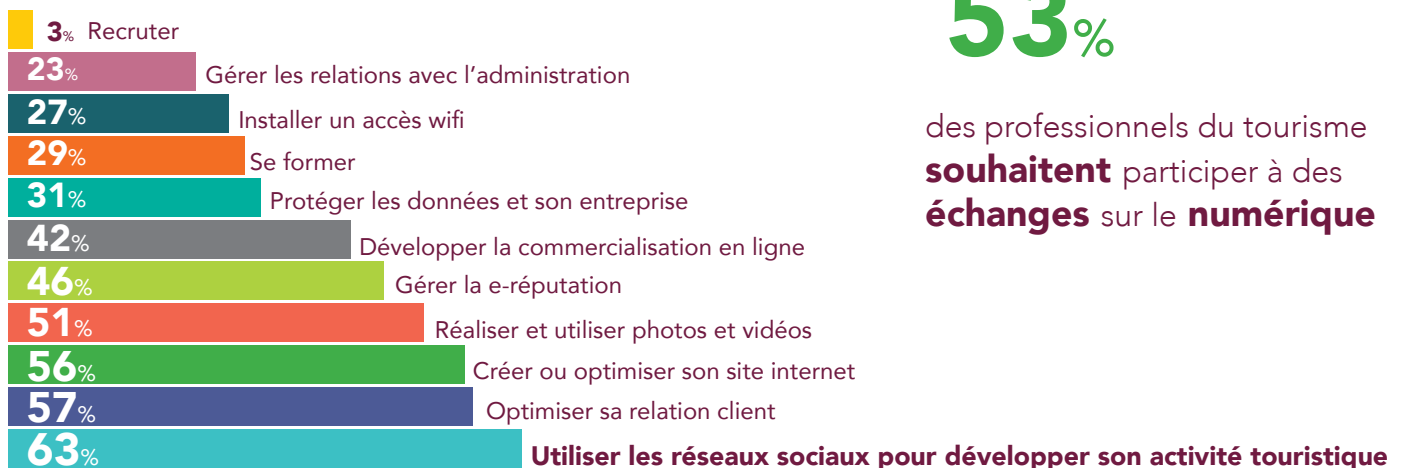 3% Recruter
23% Gérer les relations avec l’administration
27% Installer un accès wifi
29% Se former
31% Protéger les données et son entreprise
42% Développer la commercialisation en ligne
46% Gérer la e-réputation
51% Réaliser et utiliser photos et vidéos
56% Créer ou optimiser son site internet
57% Optimiser sa relation client
63% Utiliser les réseaux sociaux pour développer son activité touristique
53%
des professionnels du tourisme
souhaitent participer à des
échanges sur le numérique